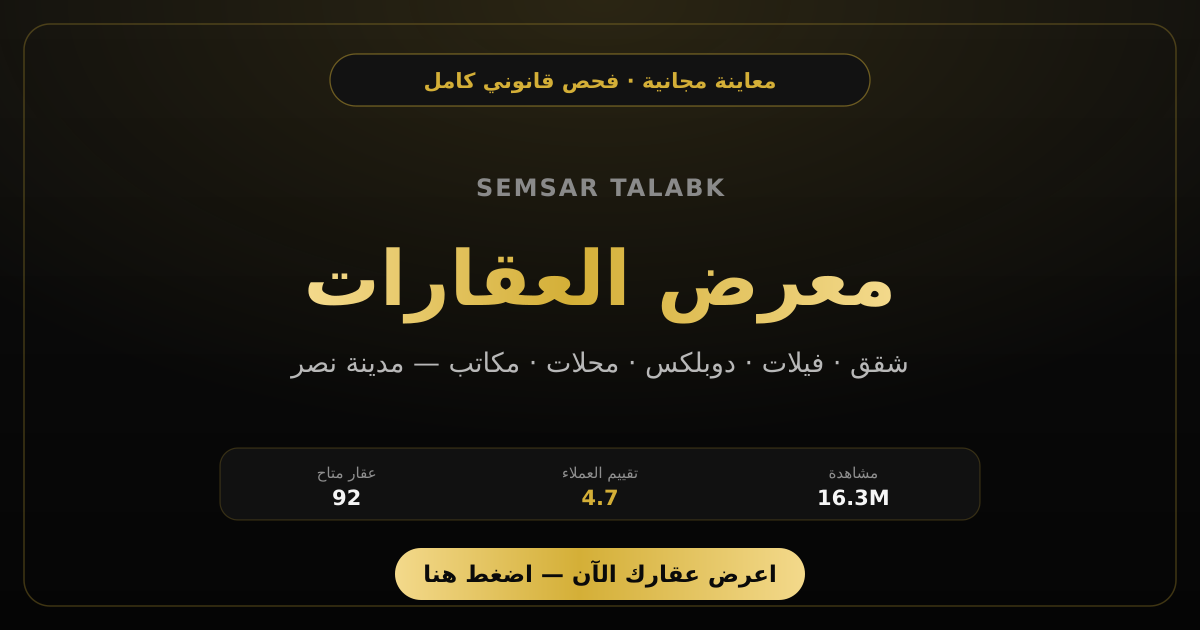 معاينة مجانية · فحص قانوني كامل
SEMSAR TALABK
معرض العقارات
شقق · فيلات · دوبلكس · محلات · مكاتب — مدينة نصر
مشاهدة
16.3M
تقييم العملاء
4.7
عقار متاح
92
اعرض عقارك الآن — اضغط هنا